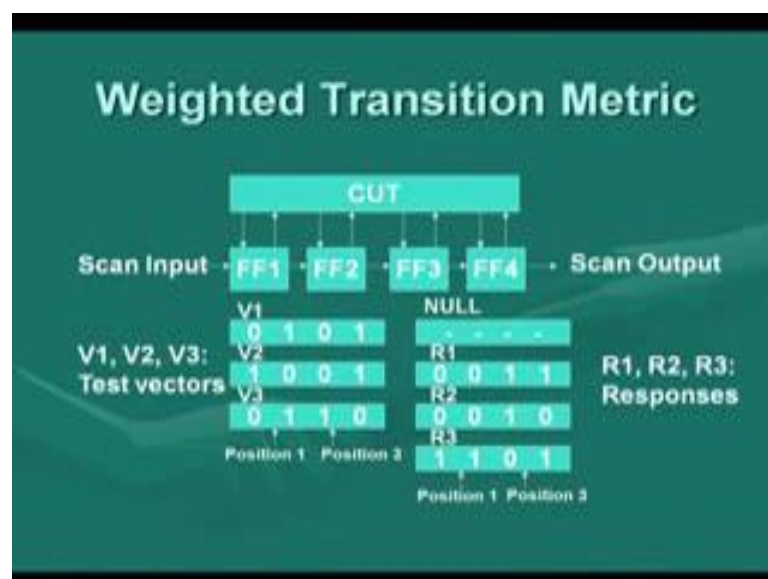 Weighted Transition Metric
CUT
Scan Input FF1 FF2 FF3 FF4 Scan Output
V1 NULL
0 1 0 1 - - - -
V1, V2, V3:
Test vectors
V2 R1
1 0 0 1 0 0 1 1
R1, R2, R3:
Responses
V3 R2
0 1 1 0 0 0 1 0
R3
Position 1 Position 3 1 1 0 1
Position 1 Position 3